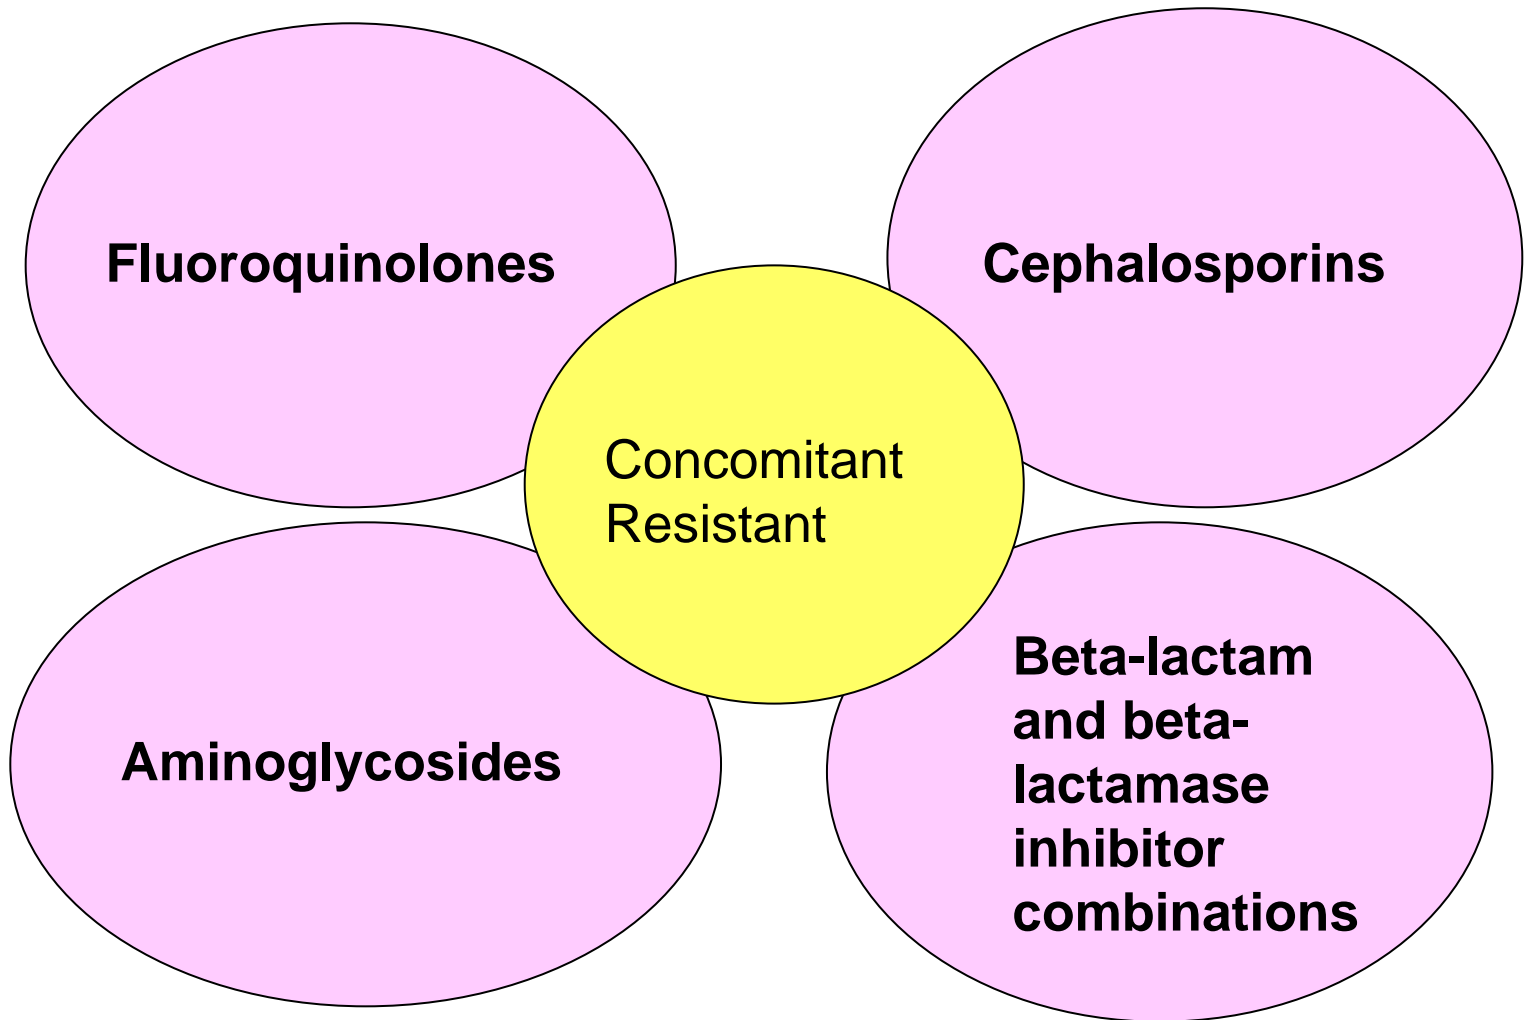 Fluoroquinolones
Cephalosporins
Concomitant
Resistant
Aminoglycosides
Beta-lactam
and beta-
lactamase
inhibitor
combinations